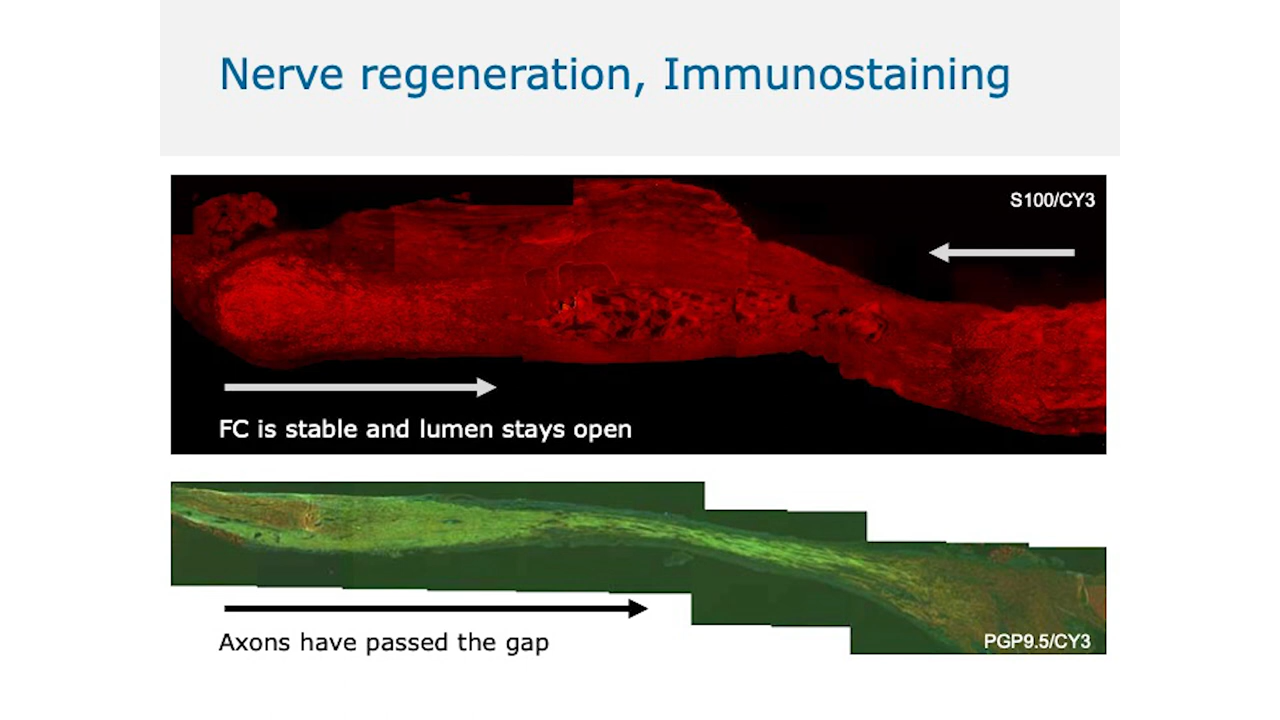 Nerve regeneration, Immunostaining
S100/CY3
FC is stable and lumen stays open
Axons have passed the gap
PGP9.5/CY3